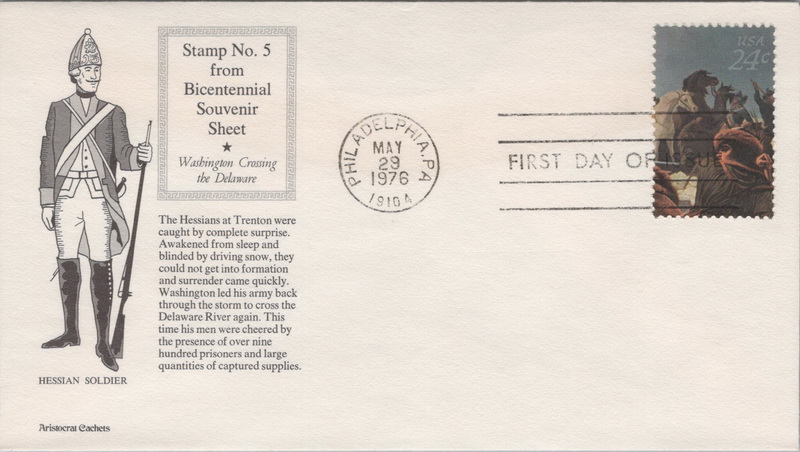 Stamp No. 5
from
Bicentennial
Souvenir
Sheet
★
Washington Crossing
the Delaware
The Hessians at Trenton were
caught by complete surprise.
Awakened from sleep and
blinded by driving snow, they
could not get into formation
and surrender came quickly.
Washington led his army back
through the storm to cross the
Delaware River again. This
time his men were cheered by
the presence of over nine
hundred prisoners and large
quantities of captured supplies.
HESSIAN SOLDIER
Aristocrat Cachets
PHILADELPHIA, PA
MAY
29
1976
19104
FIRST DAY OF ISSUE
USA
24c